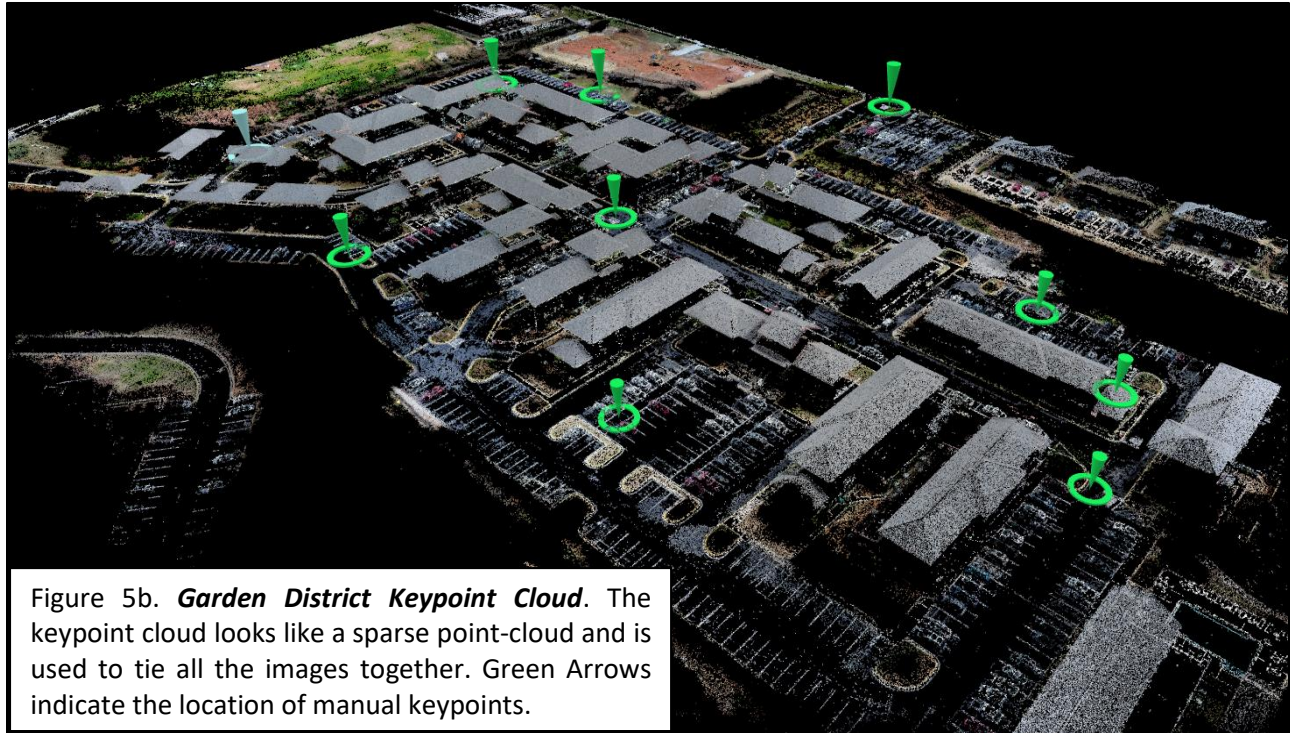 Figure 5b. Garden District Keypoint Cloud. The
keypoint cloud looks like a sparse point-cloud and is
used to tie all the images together. Green Arrows
indicate the location of manual keypoints.